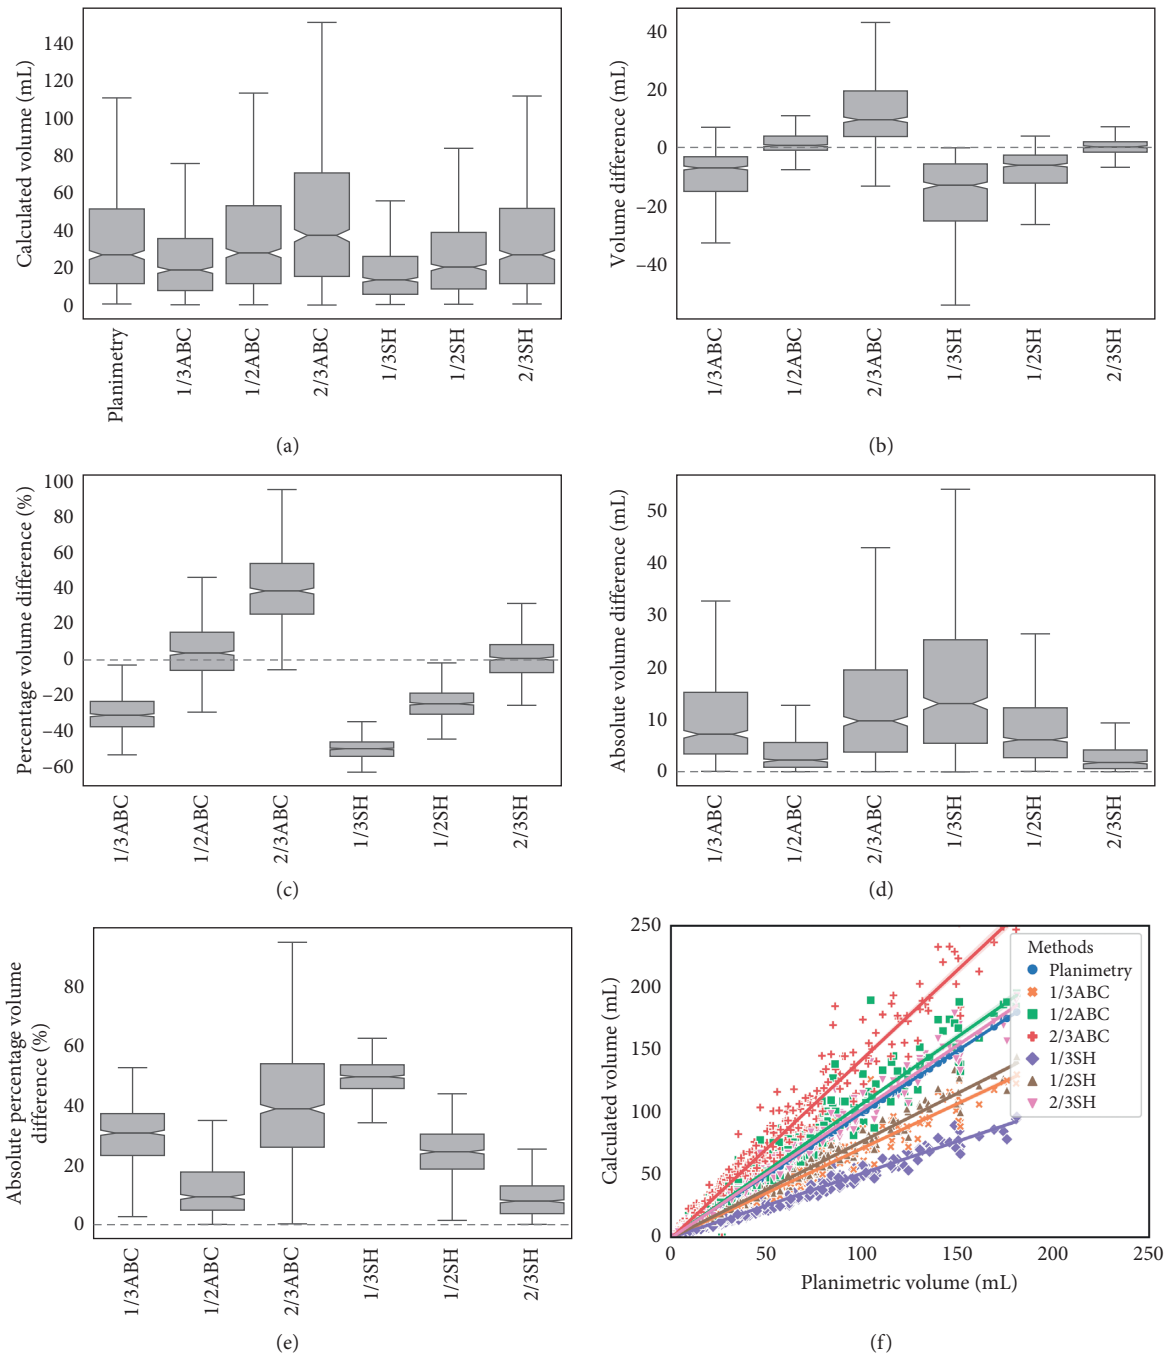 Calculated volume (mL)
140
120
100
80
60
40
20
0
Planimetry
1/3ABC
1/2ABC
2/3ABC
1/3SH
1/2SH
2/3SH
(a)
Volume difference (mL)
40
20
0
−20
−40
1/3ABC
1/2ABC
2/3ABC
1/3SH
1/2SH
2/3SH
(b)
Percentage volume difference (%)
100
80
60
40
20
0
−20
−40
−60
1/3ABC
1/2ABC
2/3ABC
1/3SH
1/2SH
2/3SH
(c)
Absolute volume difference (mL)
50
40
30
20
10
0
1/3ABC
1/2ABC
2/3ABC
1/3SH
1/2SH
2/3SH
(d)
Absolute percentage volume
difference (%)
80
60
40
20
0
1/3ABC
1/2ABC
2/3ABC
1/3SH
1/2SH
2/3SH
(e)
Calculated volume (mL)
250
200
150
100
50
0
Methods
Planimetry
1/3ABC
1/2ABC
2/3ABC
1/3SH
1/2SH
2/3SH
0 50 100 150 200 250
Planimetric volume (mL)
(f)